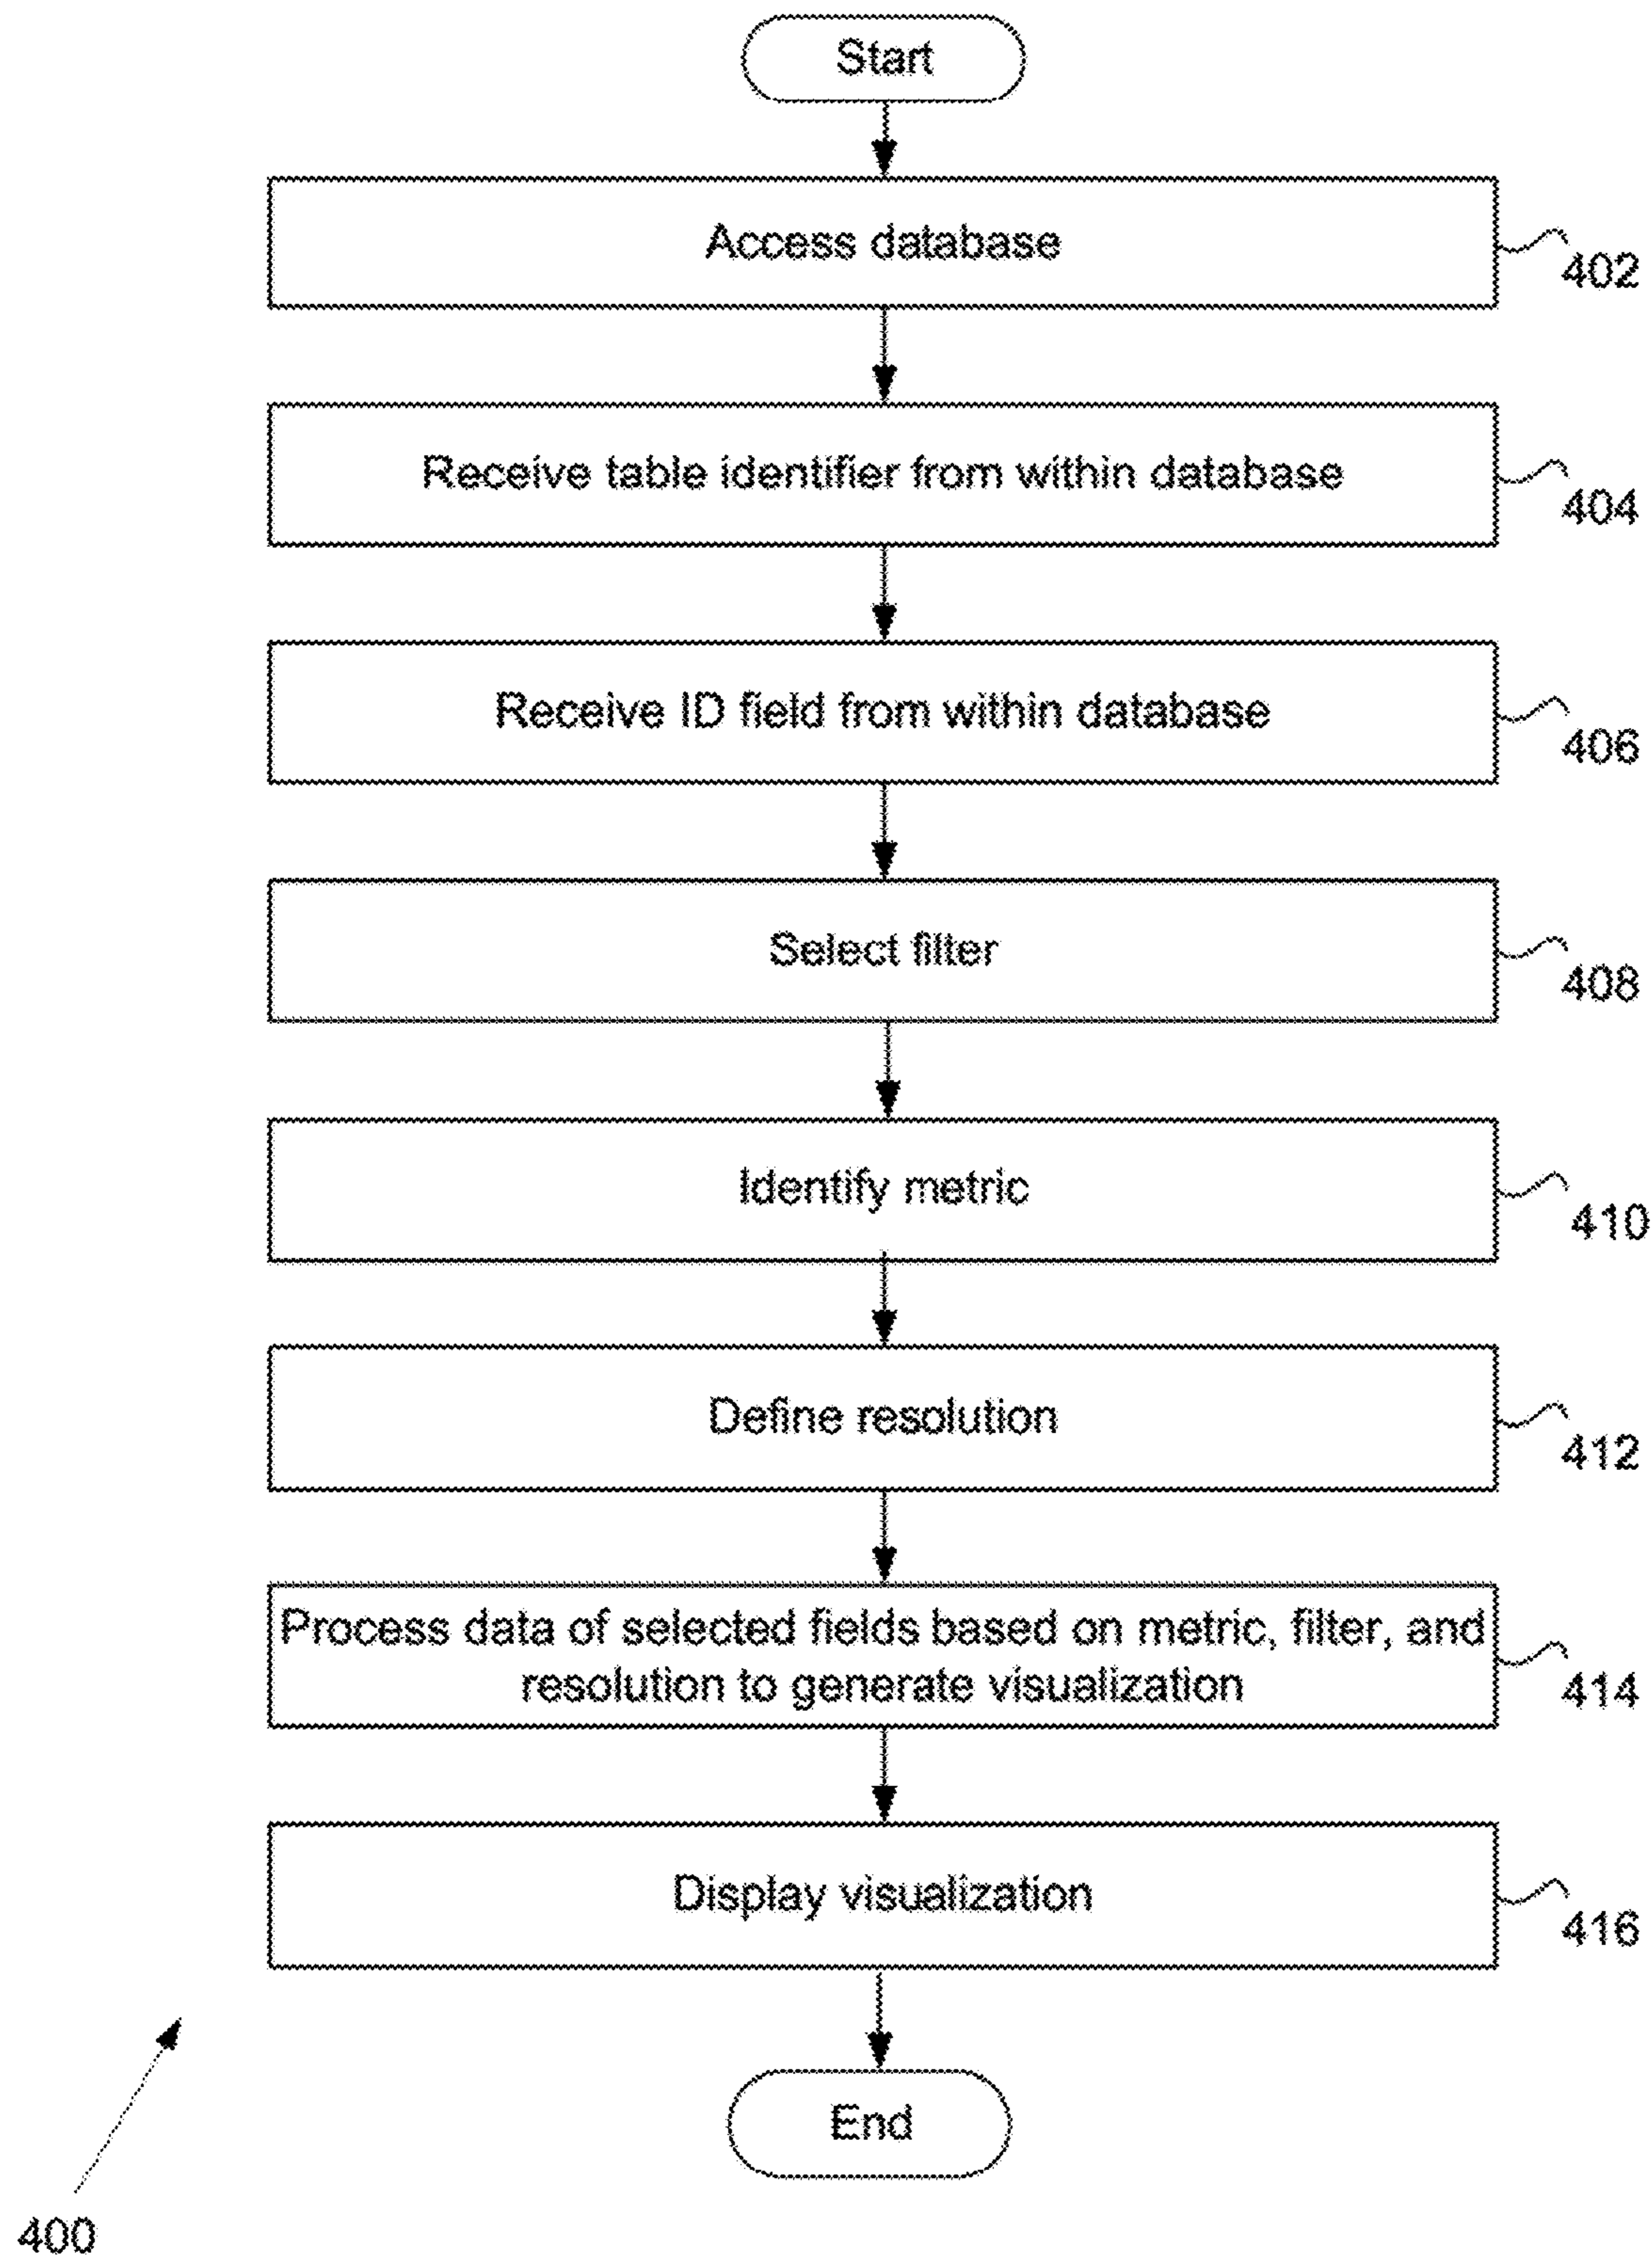 Start
Access database
402
Receive table identifier from within database
404
Receive ID field from within database
406
Select filter
408
Identify metric
410
Define resolution
412
Process data of selected fields based on metric, filter, and
resolution to generate visualization
414
Display visualization
416
End
400